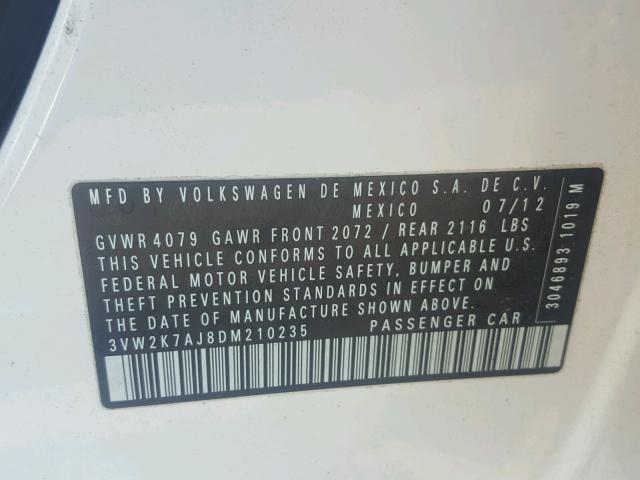 MFD BY VOLKSWAGEN DE MEXICO S.A. DE C.V.
MEXICO 07/12
GVWR 4079 GAWR FRONT 2072 / REAR 2116 LBS
THIS VEHICLE CONFORMS TO ALL APPLICABLE U.S.
FEDERAL MOTOR VEHICLE SAFETY, BUMPER AND
THEFT PREVENTION STANDARDS IN EFFECT ON
THE DATE OF MANUFACTURE SHOWN ABOVE.
3VW2K7AJ8DM210235 PASSENGER CAR
3046893 1019 M